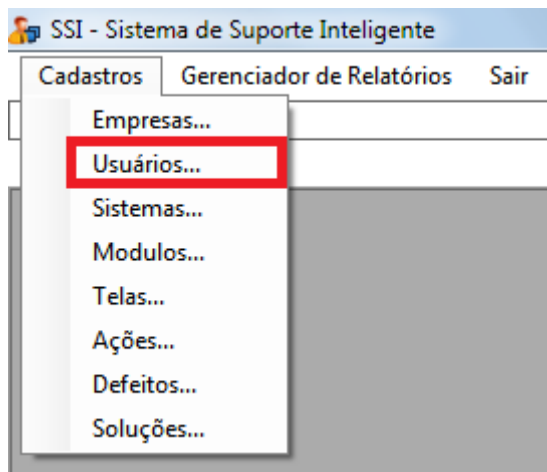 SSI - Sistema de Suporte Inteligente
Cadastros Gerenciador de Relatórios Sair
Empresas...
Usuários...
Sistemas...
Modulos...
Telas...
Ações...
Defeitos...
Soluções...